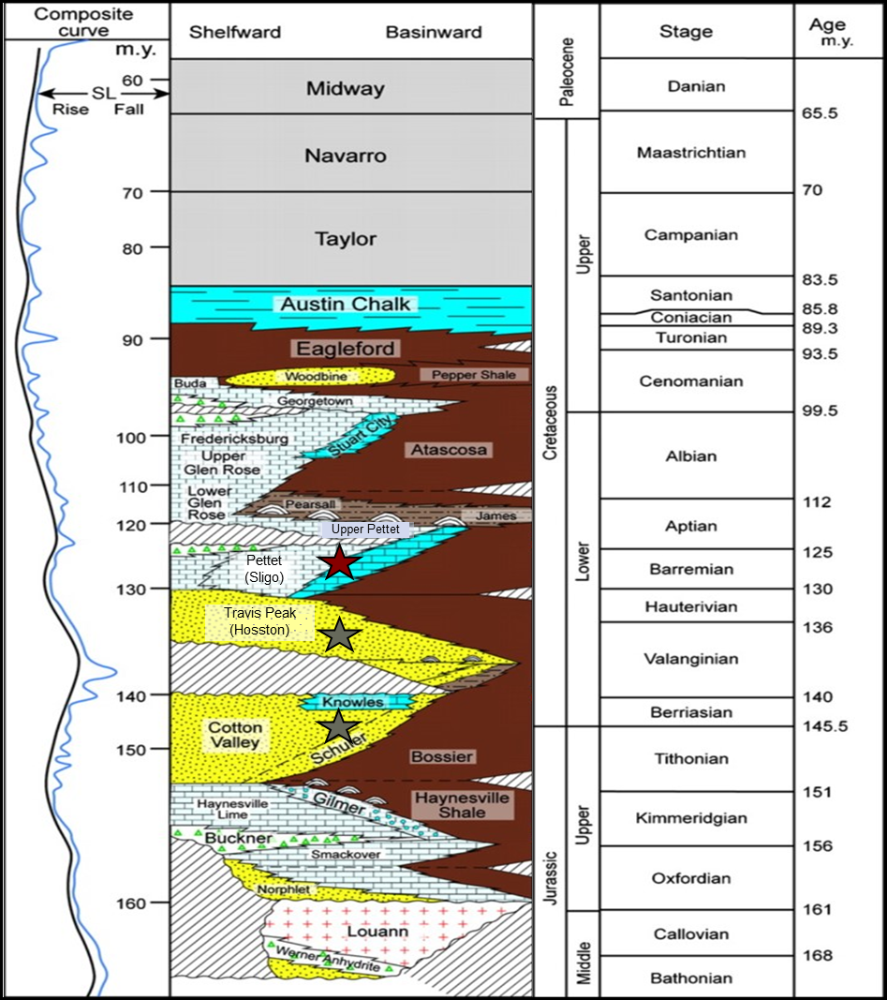 Composite
curve
Shelfward
Basinward
Stage
Age
m.y.
m.y.
60
SL
Rise
Fall
70
80
90
100
110
120
130
140
150
160
Midway
Navarro
Taylor
Austin Chalk
Eagleford
Woodbine
Pepper Shale
Buda
Georgetown
Stuart City
Fredericksburg
Upper
Glen Rose
Atascosa
Lower
Glen
Rose
Pearsall
James
Upper Pettet
Pettet
(Sligo)
Travis Peak
(Hosston)
Knowles
Cotton
Valley
Schuler
Bossier
Gilmer
Haynesville
Shale
Haynesville
Lime
Buckner
Smackover
Norphlet
Louann
Werner Anhydrite
Paleocene
Cretaceous
Upper
Lower
Jurassic
Upper
Middle
Danian
Maastrichtian
Campanian
Santonian
Coniacian
Turonian
Cenomanian
Albian
Aptian
Barremian
Hauterivian
Valanginian
Berriasian
Tithonian
Kimmeridgian
Oxfordian
Callovian
Bathonian
65.5
70
83.5
85.8
89.3
93.5
99.5
112
125
130
136
140
145.5
151
156
161
168